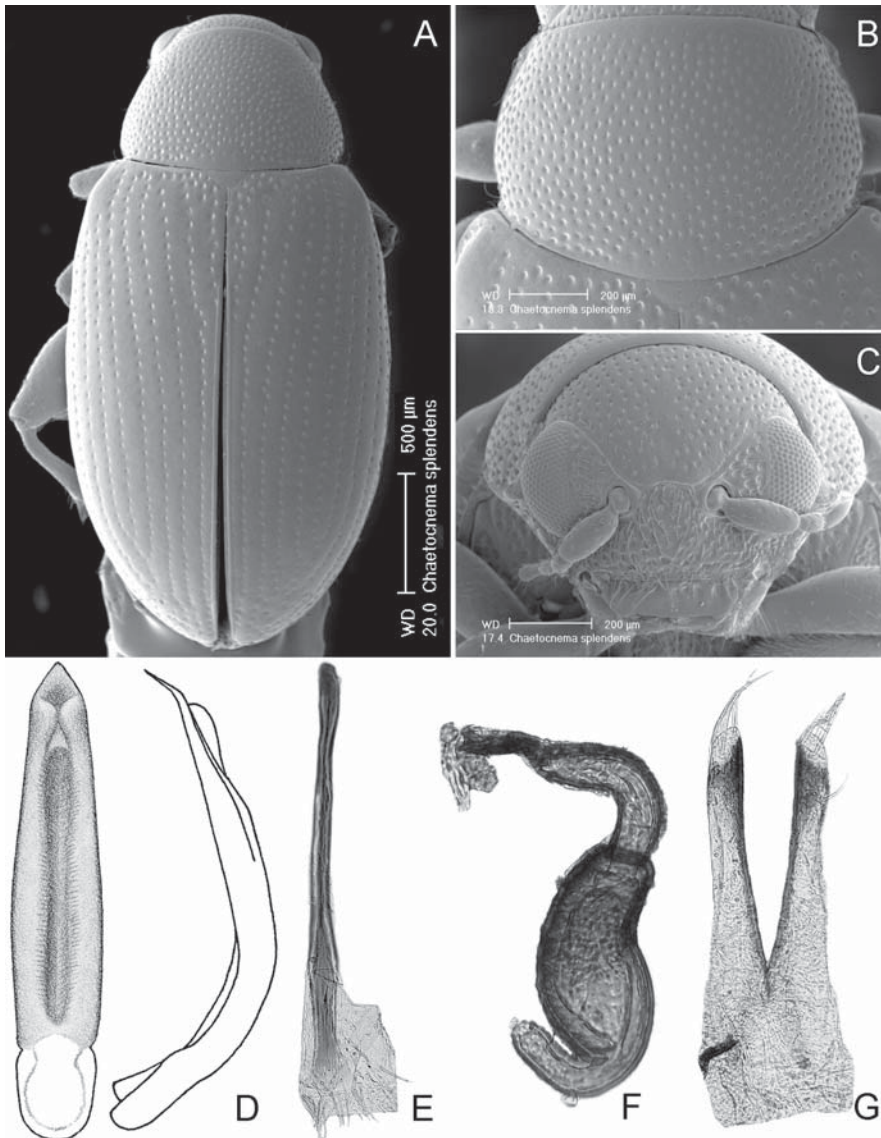 A
WD 500 µm
20.0 Chaetocnema splendens
B
WD 200 µm
18.3 Chaetocnema splendens
C
WD 200 µm
17.4 Chaetocnema splendens
D
E
F
G